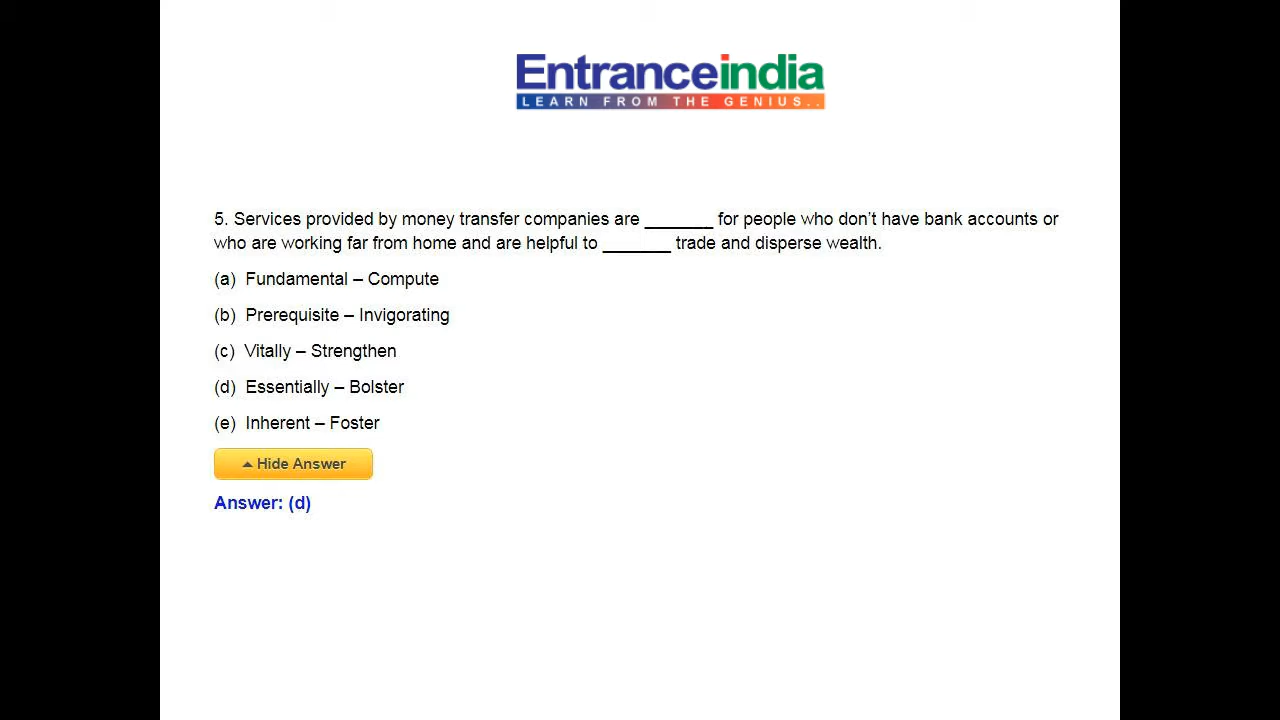 Entranceindia
LEARN FROM THE GENIUS..
5. Services provided by money transfer companies are _______ for people who don’t have bank accounts or
who are working far from home and are helpful to _______ trade and disperse wealth.
(a) Fundamental – Compute
(b) Prerequisite – Invigorating
(c) Vitally – Strengthen
(d) Essentially – Bolster
(e) Inherent – Foster
Hide Answer
Answer: (d)